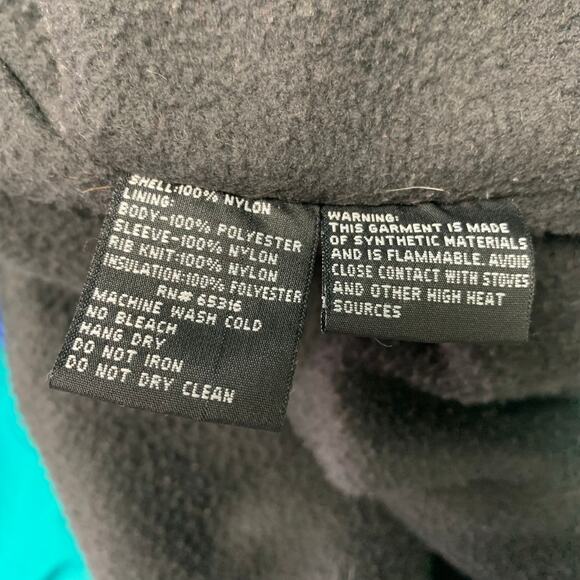 SHELL:100% NYLON
LINING:
BODY-100% POLYESTER
SLEEVE-100% NYLON
RIB KNIT:100% NYLON
INSULATION:100% POLYESTER
RN# 65316
MACHINE WASH COLD
NO BLEACH
HANG DRY
DO NOT IRON
DO NOT DRY CLEAN
WARNING:
THIS GARMENT IS MADE
OF SYNTHETIC MATERIALS
AND IS FLAMMABLE. AVOID
CLOSE CONTACT WITH STOVES
AND OTHER HIGH HEAT
SOURCES